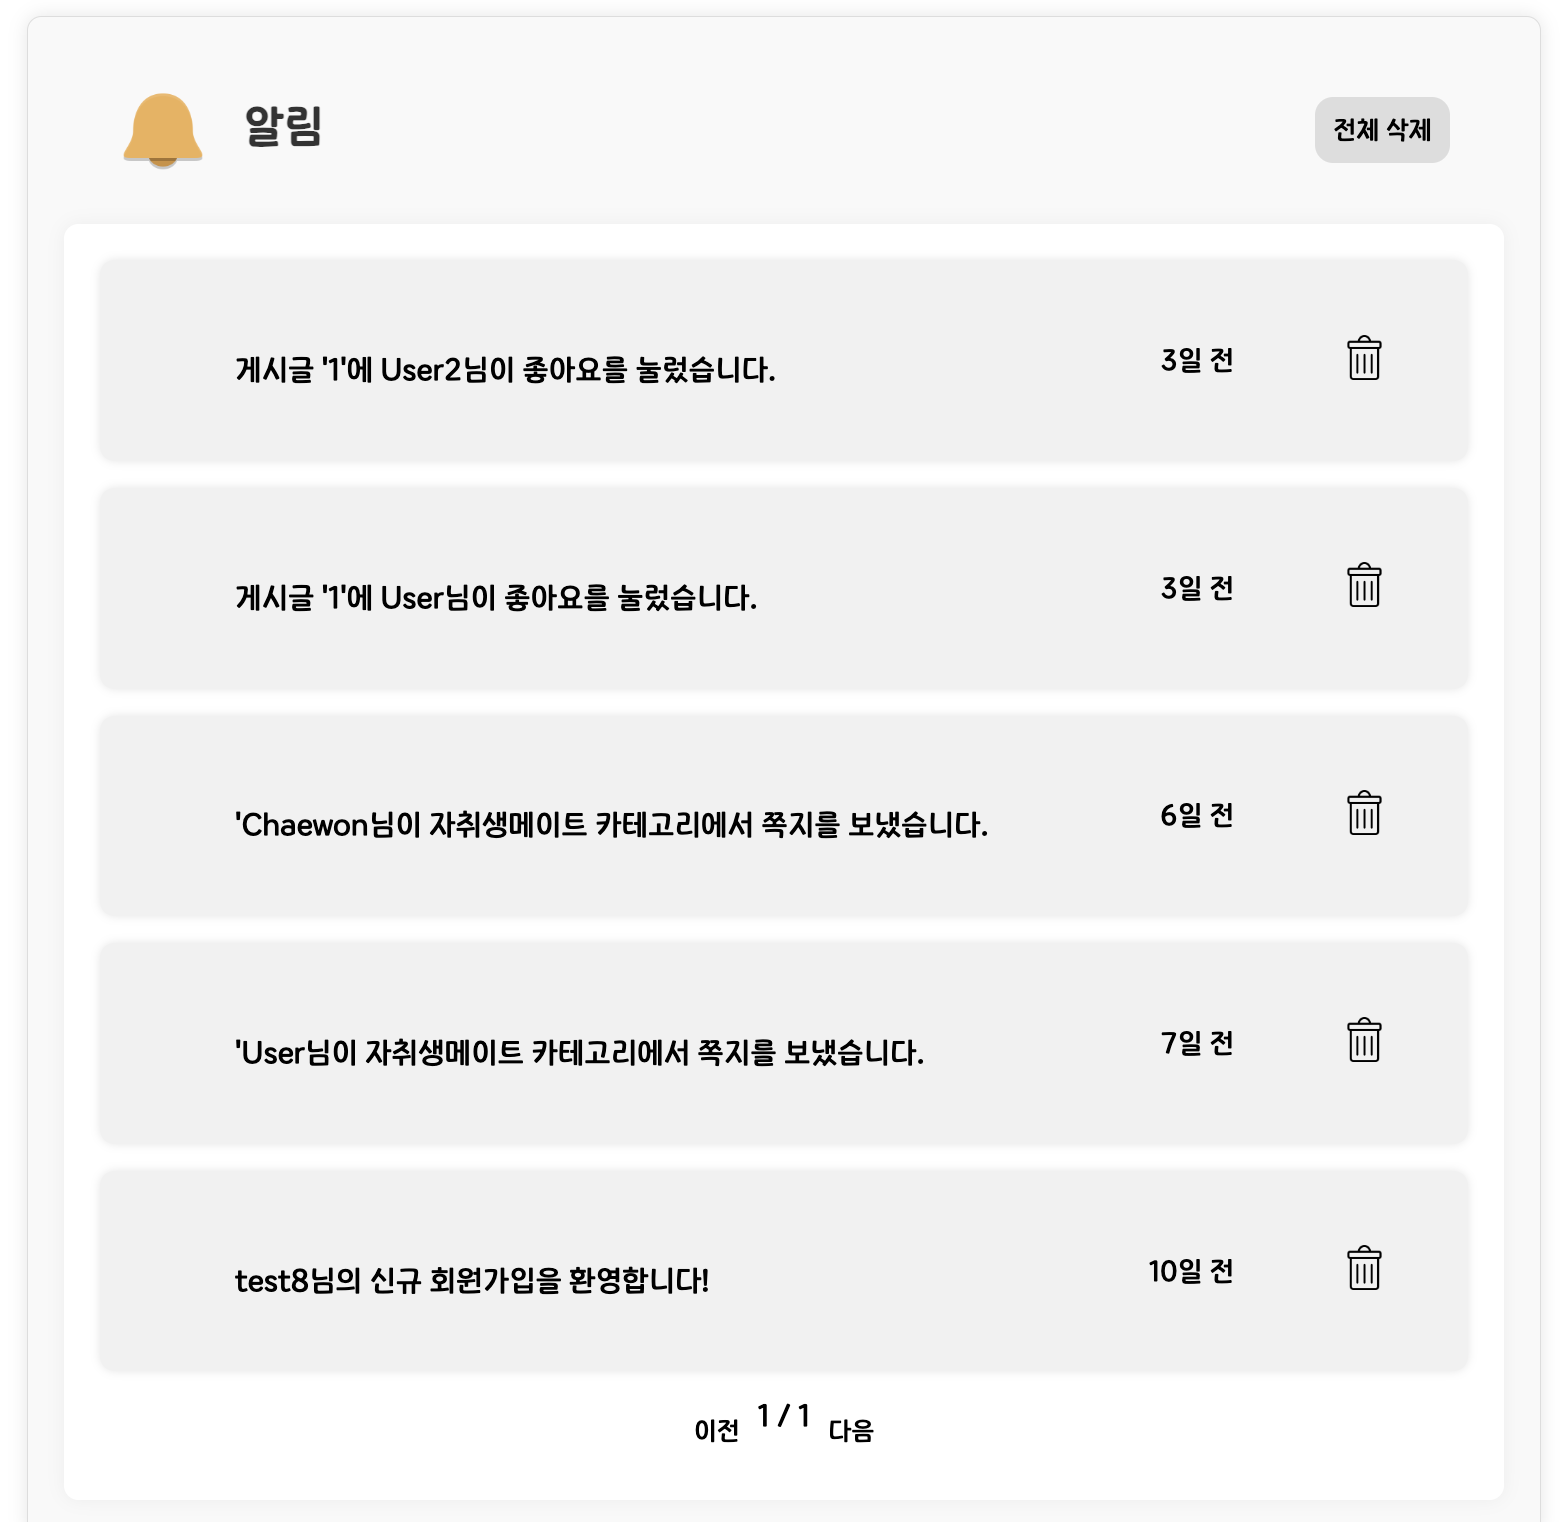 알림
전체 삭제
게시글 '1'에 User2님이 좋아요를 눌렀습니다.
3일 전
게시글 '1'에 User님이 좋아요를 눌렀습니다.
3일 전
'Chaewon님이 자취생메이트 카테고리에서 쪽지를 보냈습니다.
6일 전
'User님이 자취생메이트 카테고리에서 쪽지를 보냈습니다.
7일 전
test8님의 신규 회원가입을 환영합니다!
10일 전
이전 1 / 1 다음